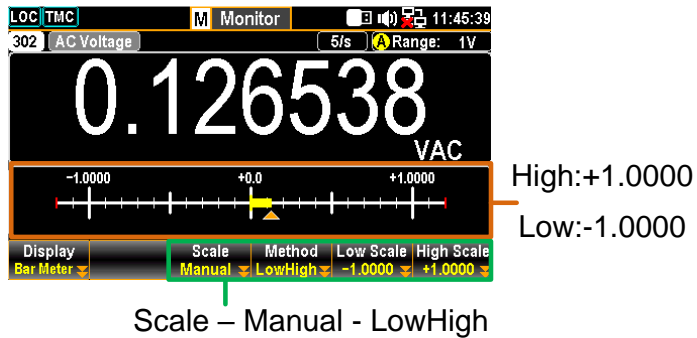 LOC TMC M Monitor 11:45:39
302 AC Voltage 5/s A Range: 1V
0.126538
VAC
-1.0000 +0.0 +1.0000
High:+1.0000
Low:-1.0000
Display Scale Method Low Scale High Scale
Bar Meter Manual LowHigh -1.0000 +1.0000
Scale – Manual - LowHigh